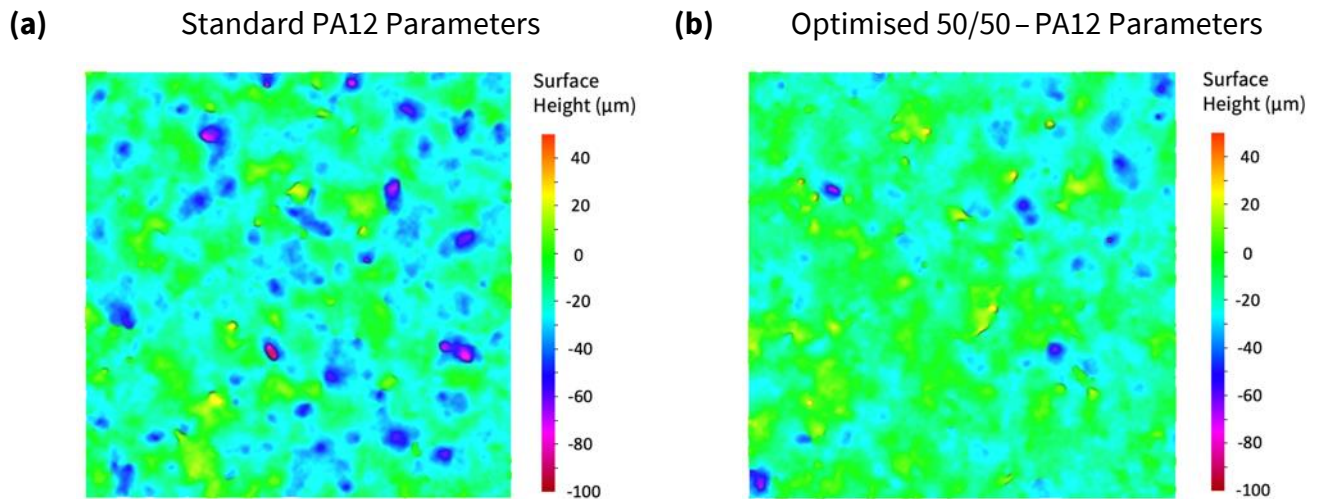 (a) Standard PA12 Parameters
(b) Optimised 50/50 – PA12 Parameters
Surface
Height (µm)
40
20
0
-20
-40
-60
-80
-100
Surface
Height (µm)
40
20
0
-20
-40
-60
-80
-100